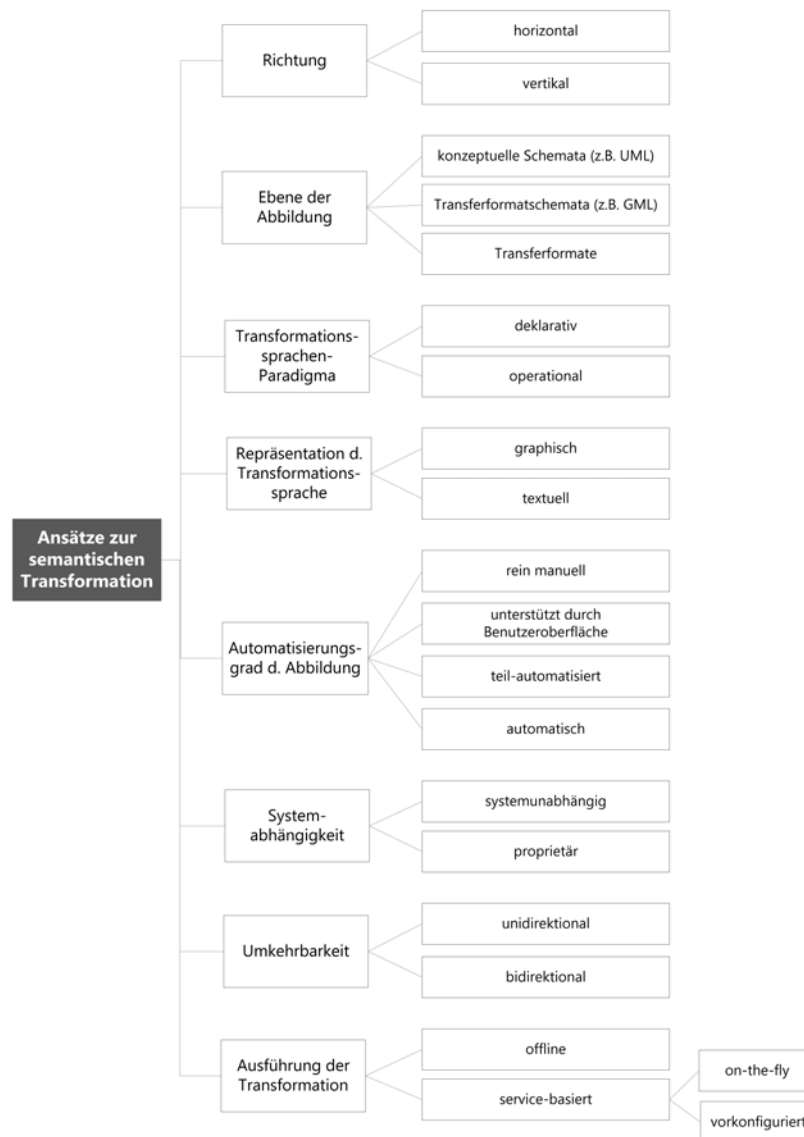 Ansätze zur
semantischen
Transformation
Richtung
horizontal
vertikal
Ebene der
Abbildung
konzeptuelle Schemata (z.B. UML)
Transferformatschemata (z.B. GML)
Transferformate
Transformations-
sprachen-
Paradigma
deklarativ
operational
Repräsentation d.
Transformations-
sprache
graphisch
textuell
Automatisierungs-
grad d. Abbildung
rein manuell
unterstützt durch
Benutzeroberfläche
teil-automatisiert
automatisch
System-
abhängigkeit
systemunabhängig
proprietär
Umkehrbarkeit
unidirektional
bidirektional
Ausführung der
Transformation
offline
service-basiert
on-the-fly
vorkonfiguriert